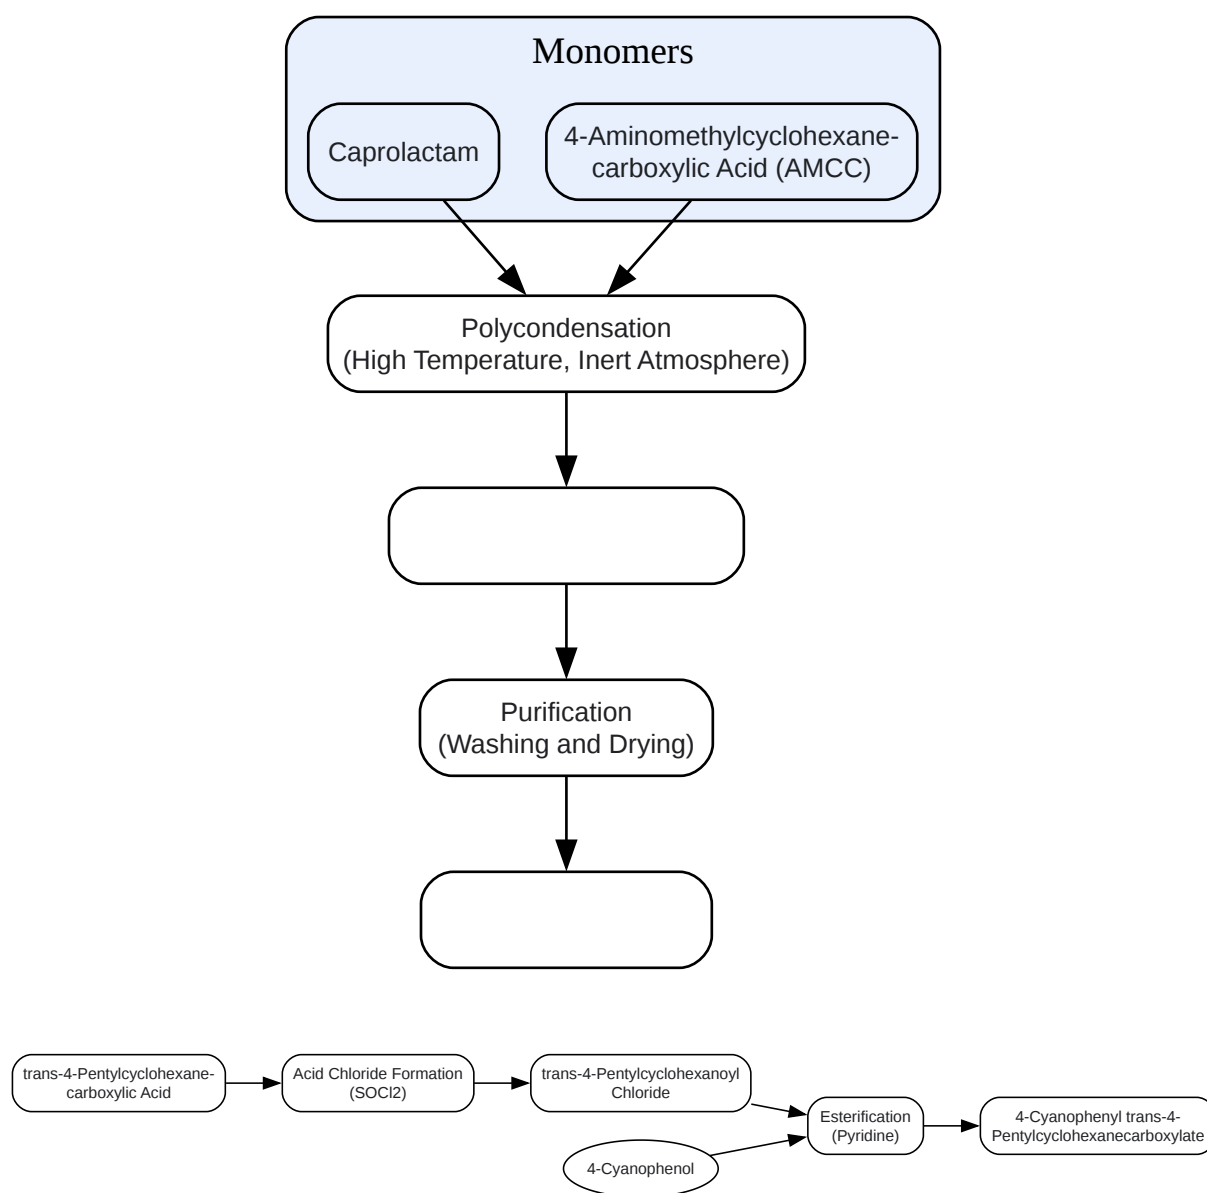 Monomers
Caprolactam
4-Aminomethylcyclohexane-
carboxylic Acid (AMCC)
Polycondensation
(High Temperature, Inert Atmosphere)
Purification
(Washing and Drying)
trans-4-Pentylcyclohexane-
carboxylic Acid
Acid Chloride Formation
(SOCl2)
trans-4-Pentylcyclohexanoyl
Chloride
4-Cyanophenol
Esterification
(Pyridine)
4-Cyanophenyl trans-4-
Pentylcyclohexanecarboxylate